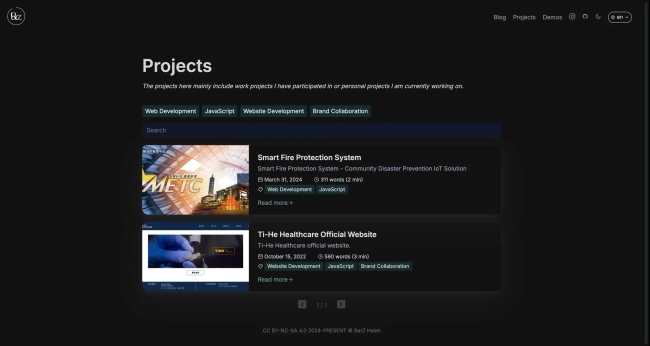 BarZ
Blog Projects Demos en
Projects
The projects here mainly include work projects I have participated in or personal projects I am currently working on.
Web Development JavaScript Website Development Brand Collaboration
Search
METC
Smart Fire Protection System
Smart Fire Protection System - Community Disaster Prevention IoT Solution
March 31, 2024 311 words (2 min)
Web Development JavaScript
Read more
Ti-He Healthcare Official Website
Ti-He Healthcare official website.
October 15, 2022 590 words (3 min)
Website Development JavaScript Brand Collaboration
Read more
1 / 1
CC BY-NC-SA 4.0 2024-PRESENT © BarZ Hsieh